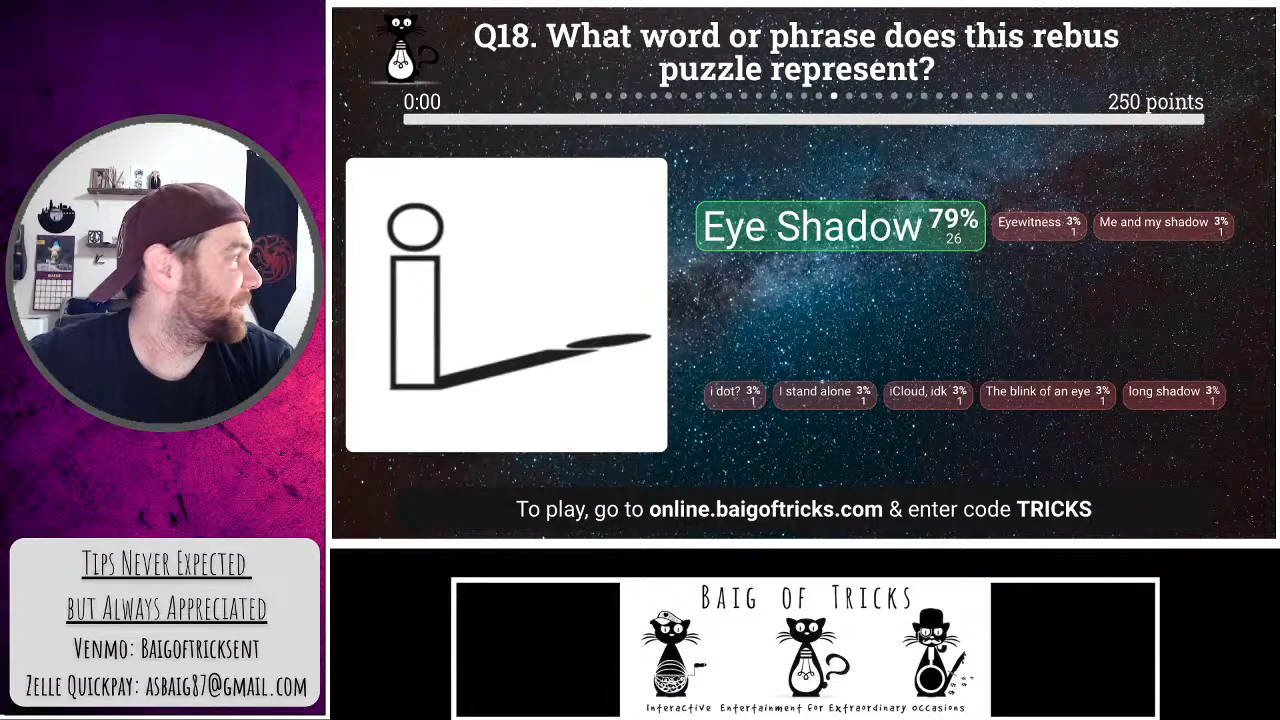 Q18. What word or phrase does this rebus
puzzle represent?
0:00
250 points
Eye Shadow 79%
26
Eyewitness 3%
1
Me and my shadow 3%
1
i dot? 3%
1
I stand alone 3%
1
iCloud, idk 3%
1
The blink of an eye 3%
1
long shadow 3%
1
To play, go to online.baigoftricks.com & enter code TRICKS
Tips Never Expected
but Always Appreciated
Venmo: Baigoftricksent
Zelle Quickpay: asbaig87@gmail.com
Baig of Tricks
Interactive Entertainment for Extraordinary Occasions